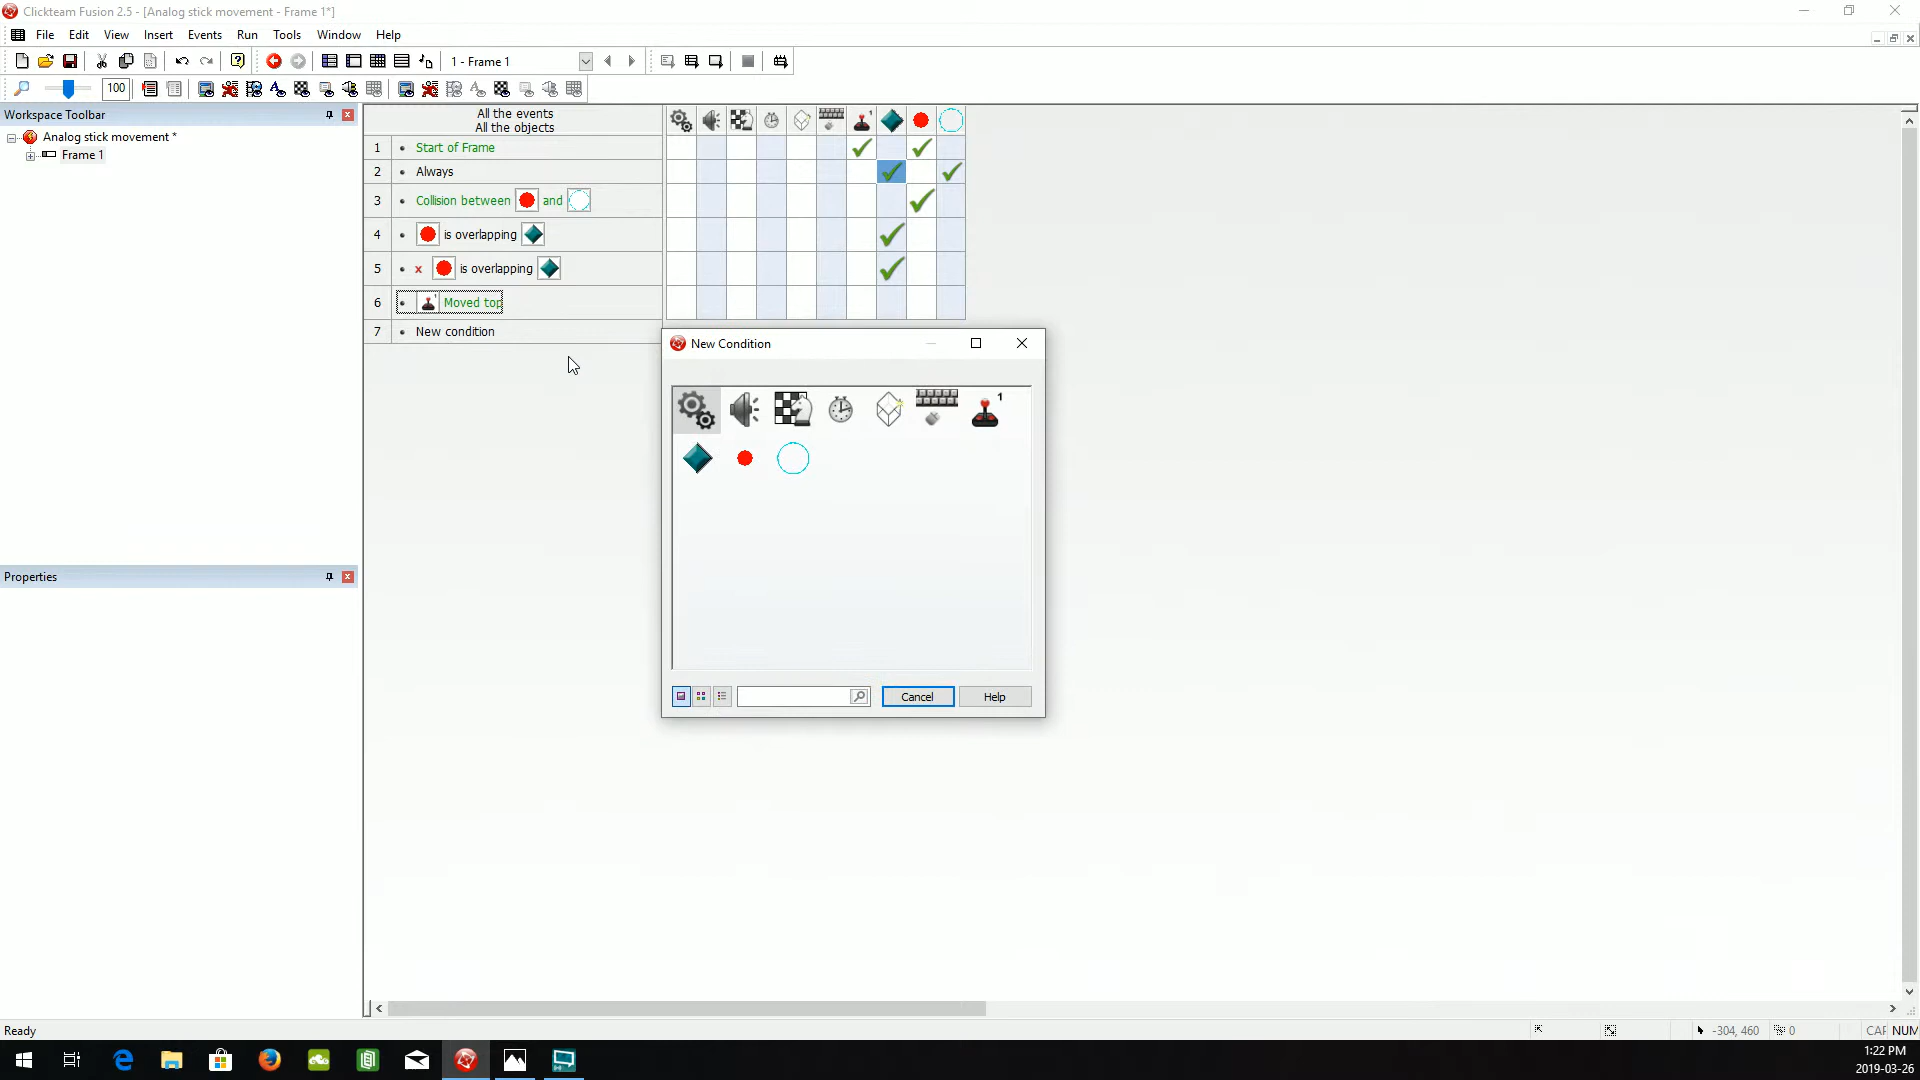 Clickteam Fusion 2.5 - [Analog stick movement - Frame 1*]
File Edit View Insert Events Run Tools Window Help
1 - Frame 1
100
Workspace Toolbar
Analog stick movement *
Frame 1
Properties
All the events
All the objects
1 Start of Frame
2 Always
3 Collision between and
4 is overlapping
5 x is overlapping
6 1 Moved top
7 New condition
New Condition
1
Cancel Help
Ready
-304, 460 0 CAP NUM
1:22 PM
2019-03-26